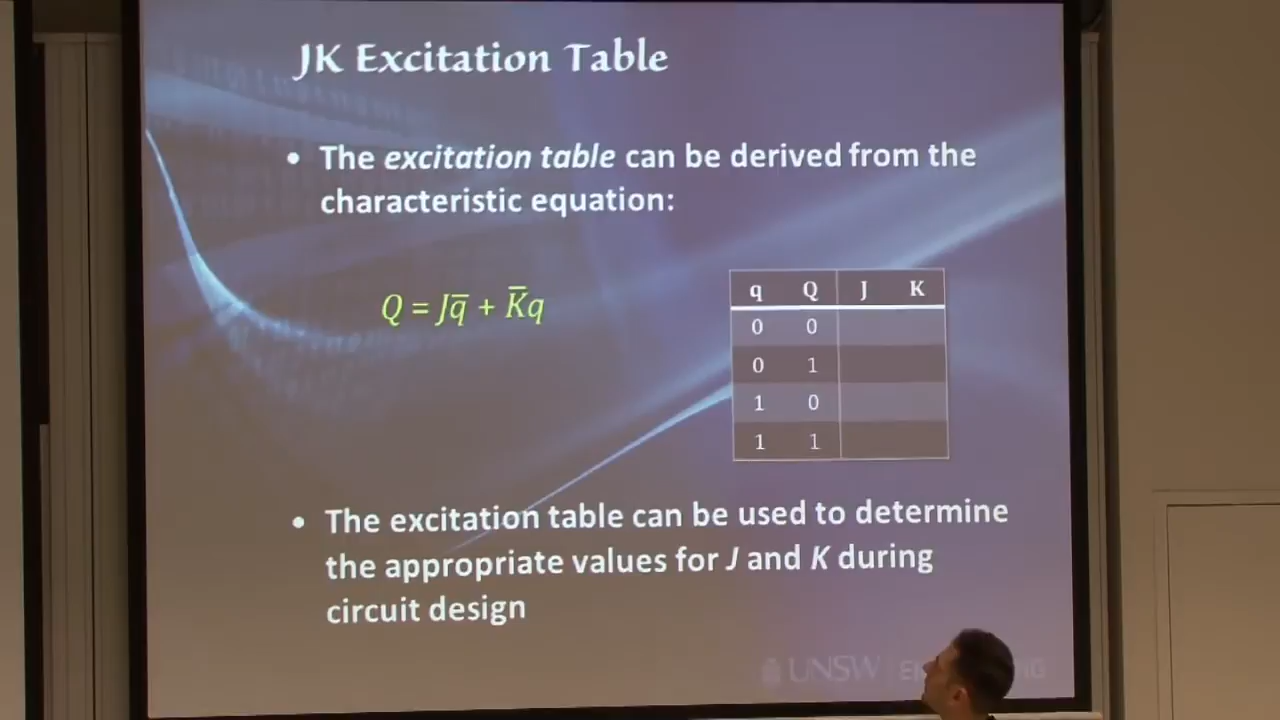 JK Excitation Table
• The excitation table can be derived from the
characteristic equation:
Q = Jq̅ + K̅q
q Q J K
0 0
0 1
1 0
1 1
• The excitation table can be used to determine
the appropriate values for J and K during
circuit design
UNSW